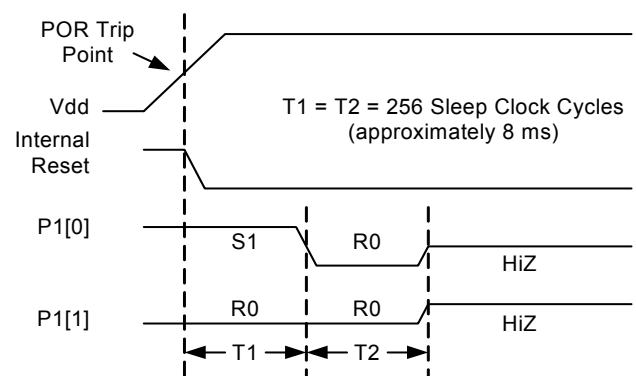 POR Trip
Point
Vdd
T1 = T2 = 256 Sleep Clock Cycles
(approximately 8 ms)
Internal
Reset
P1[0]
S1
R0
HiZ
P1[1]
R0
R0
HiZ
T1
T2